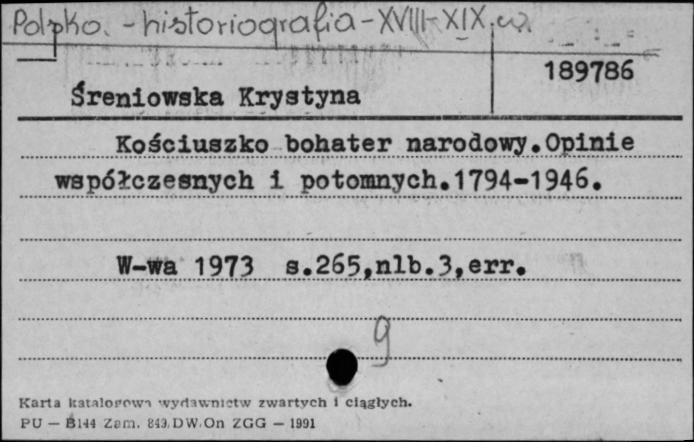 Polska - historiografia - XVIII-XIX w.
189786
Śreniowska Krystyna
Kościuszko bohater narodowy.Opinie
współczesnych i potomnych.1794-1946.
W-wa 1973 s.265,nlb.3,err.
9
Karta katalogowa wydawnictw zwartych i ciągłych.
PU — B144 Zam. 843. DW.On ZGG — 1991